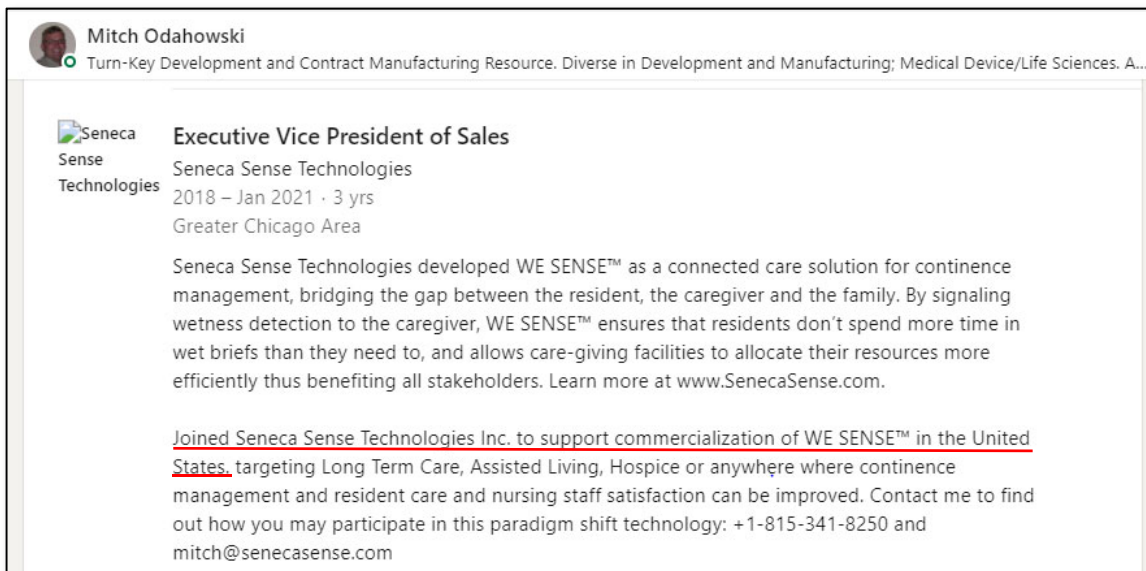 Mitch Odahowski
Turn-Key Development and Contract Manufacturing Resource. Diverse in Development and Manufacturing; Medical Device/Life Sciences. A...
Seneca
Sense
Technologies
Executive Vice President of Sales
Seneca Sense Technologies
2018 – Jan 2021 · 3 yrs
Greater Chicago Area
Seneca Sense Technologies developed WE SENSE™ as a connected care solution for continence
management, bridging the gap between the resident, the caregiver and the family. By signaling
wetness detection to the caregiver, WE SENSE™ ensures that residents don't spend more time in
wet briefs than they need to, and allows care-giving facilities to allocate their resources more
efficiently thus benefiting all stakeholders. Learn more at www.SenecaSense.com.
Joined Seneca Sense Technologies Inc. to support commercialization of WE SENSE™ in the United
States. targeting Long Term Care, Assisted Living, Hospice or anywhere where continence
management and resident care and nursing staff satisfaction can be improved. Contact me to find
out how you may participate in this paradigm shift technology: +1-815-341-8250 and
mitch@senecasense.com